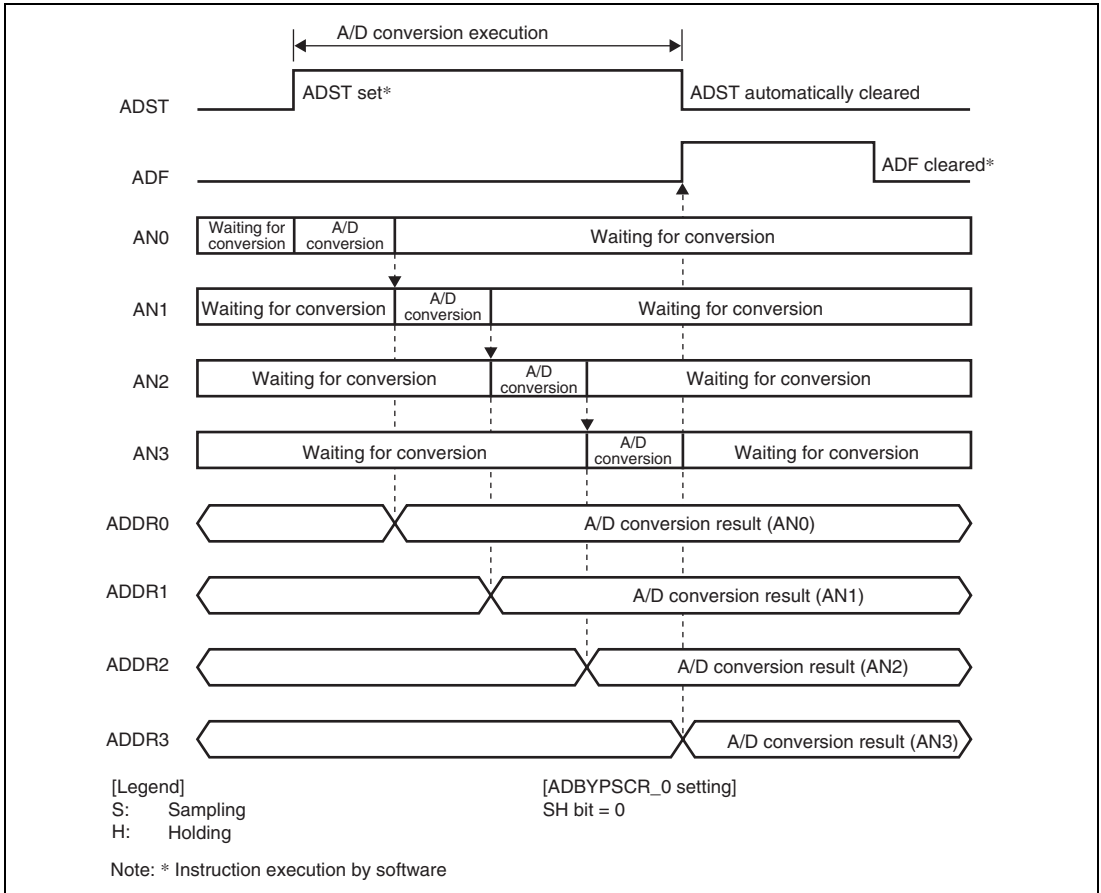 A/D conversion execution
ADST
ADST set*
ADST automatically cleared
ADF
ADF cleared*
AN0
Waiting for
conversion
A/D
conversion
Waiting for conversion
AN1
Waiting for conversion
A/D
conversion
Waiting for conversion
AN2
Waiting for conversion
A/D
conversion
Waiting for conversion
AN3
Waiting for conversion
A/D
conversion
Waiting for conversion
ADDR0
A/D conversion result (AN0)
ADDR1
A/D conversion result (AN1)
ADDR2
A/D conversion result (AN2)
ADDR3
A/D conversion result (AN3)
[Legend]
S: Sampling
H: Holding
[ADBYPSCR_0 setting]
SH bit = 0
Note: * Instruction execution by software